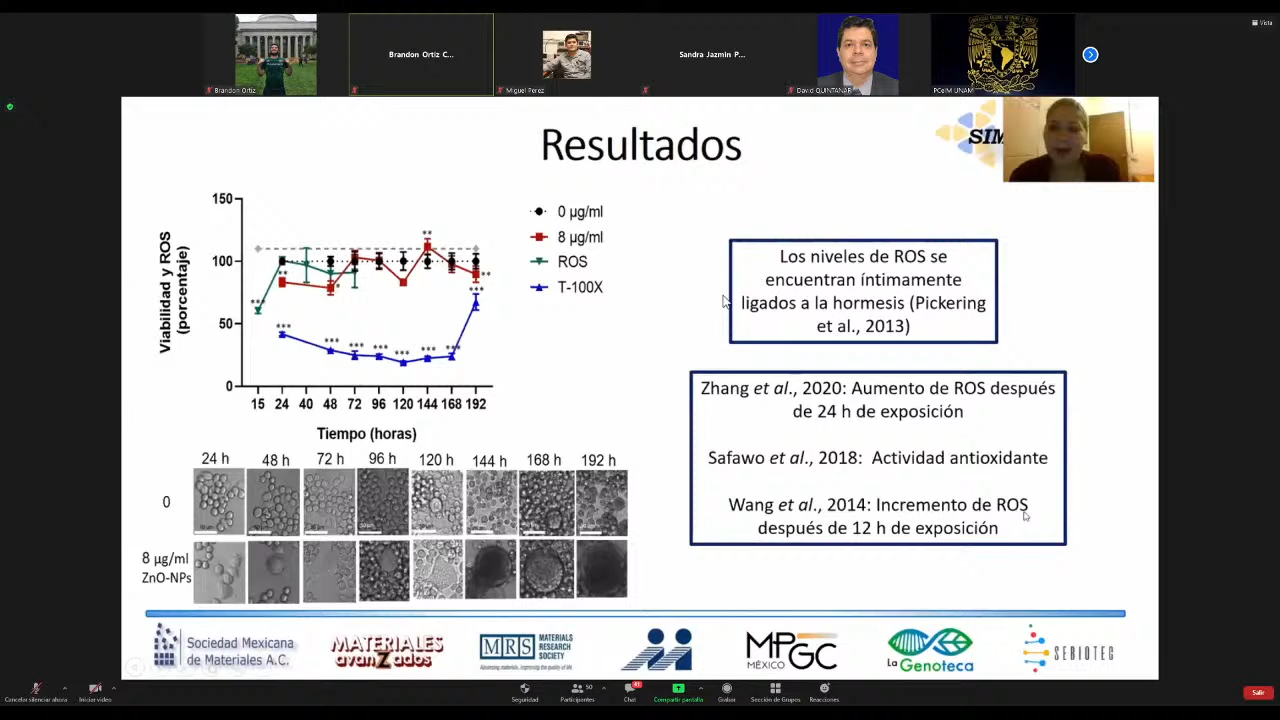 Vista
Brandon Ortiz C...
Sandra Jazmin P...
Brandon Ortiz
Miguel Perez
David QUINTANAR
PCeIM UNAM
Resultados
SIM
Viabilidad y ROS
(porcentaje)
150
100
50
0
15 24 40 48 72 96 120 144 168 192
Tiempo (horas)
*** ** *** * *** *** *** *** *** ** *** ** ***
0 µg/ml
8 µg/ml
ROS
T-100X
Los niveles de ROS se
encuentran íntimamente
ligados a la hormesis (Pickering
et al., 2013)
Zhang et al., 2020: Aumento de ROS después
de 24 h de exposición
Safawo et al., 2018: Actividad antioxidante
Wang et al., 2014: Incremento de ROS
después de 12 h de exposición
24 h 48 h 72 h 96 h 120 h 144 h 168 h 192 h
0
8 µg/ml
ZnO-NPs
Sociedad Mexicana
de Materiales A.C.
MATERIALES
avanZados
MRS MATERIALS
RESEARCH
SOCIETY
MPGC
MÉXICO
La Genoteca
SEBIOTEC
Cancelar silenciar ahora
Iniciar video
Seguridad
Participantes
50
Chat
41
Compartir pantalla
Grabar
Sección de Grupos
Reacciones
Salir